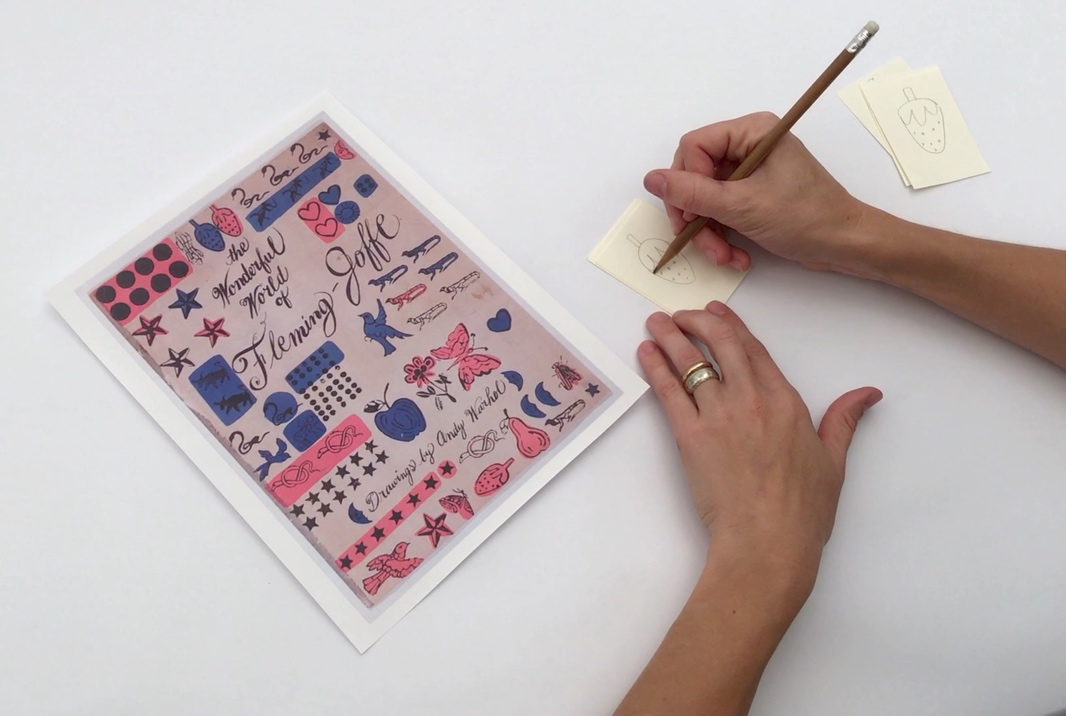 the
Wonderful
World
of
Fleming-Joffe
Drawings by Andy Warhol